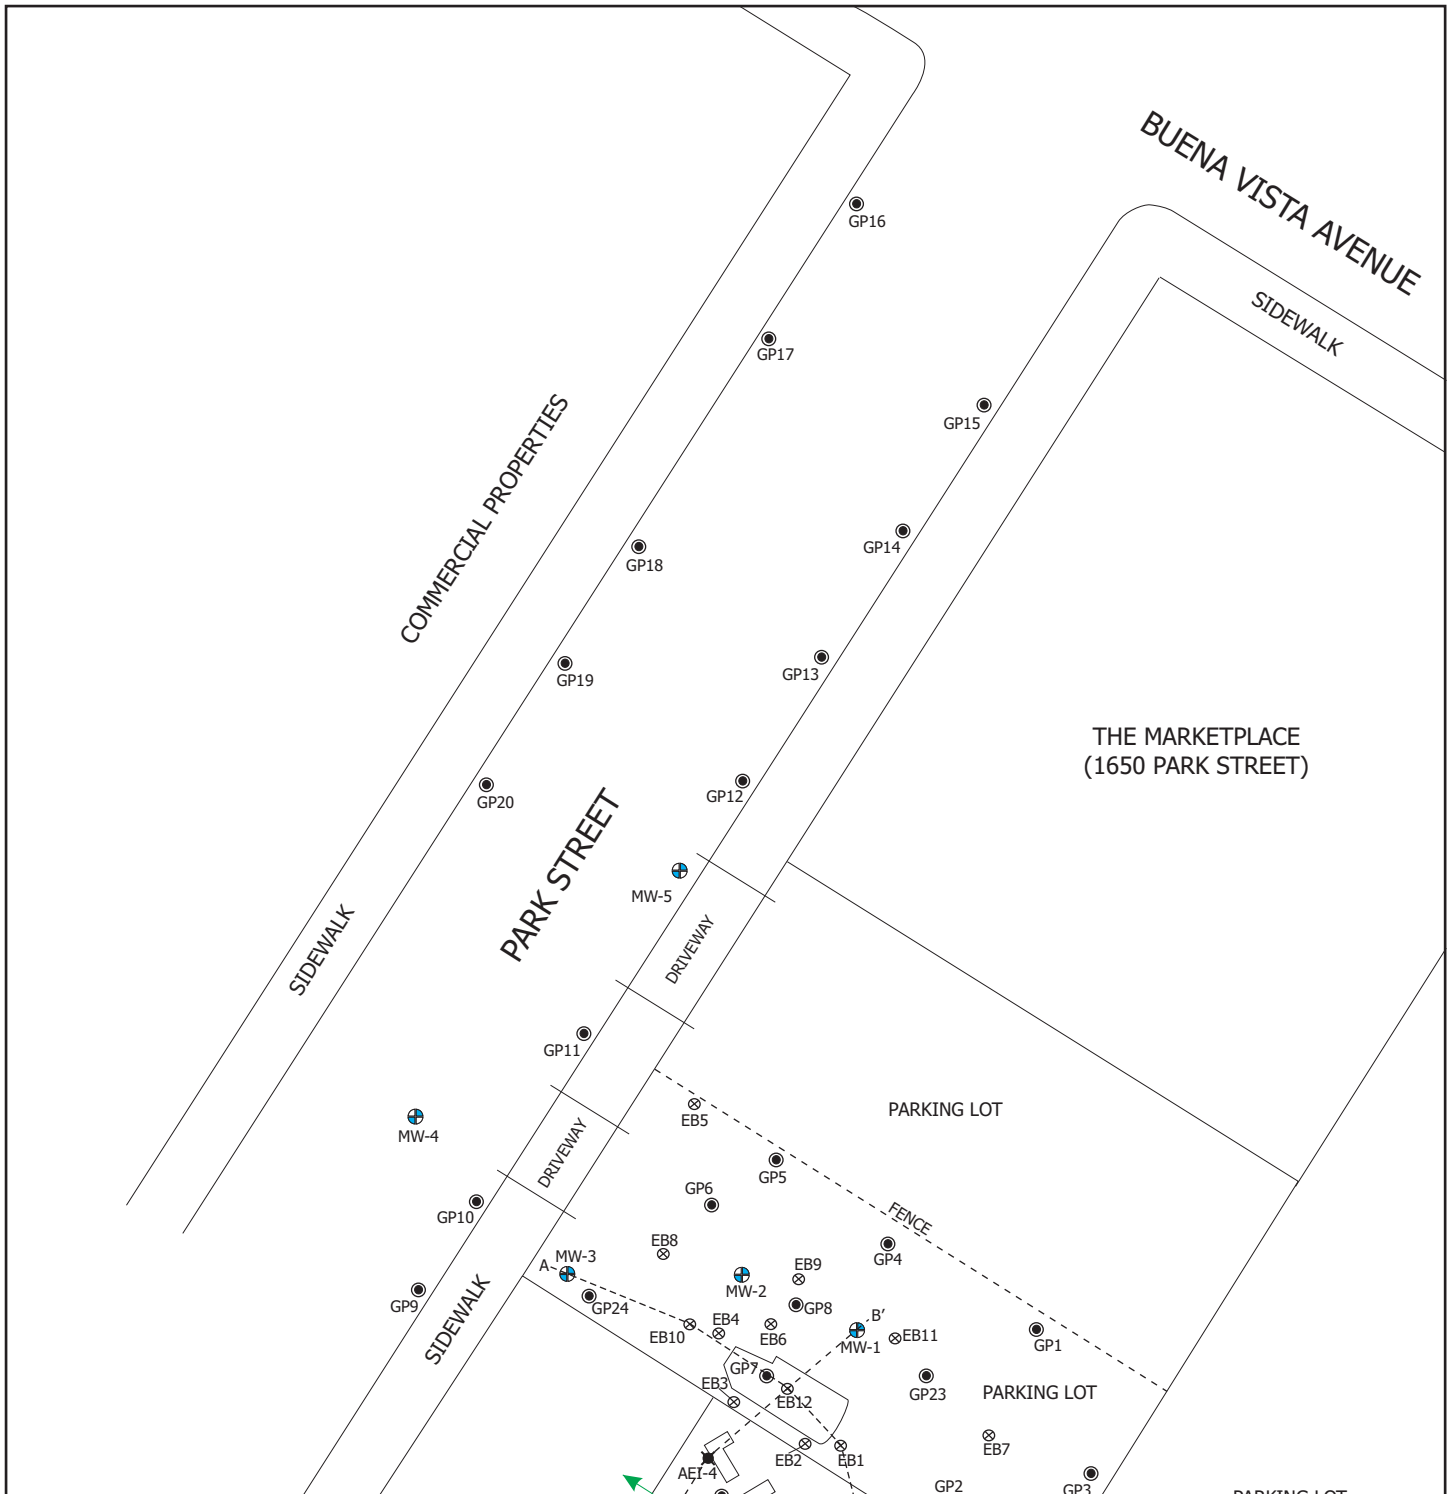 BUENA VISTA AVENUE
GP16
SIDEWALK
GP17
GP15
COMMERCIAL PROPERTIES
GP14
GP18
GP13
GP19
THE MARKETPLACE
(1650 PARK STREET)
GP12
GP20
PARK STREET
MW-5
SIDEWALK
DRIVEWAY
GP11
PARKING LOT
EB5
MW-4
DRIVEWAY
GP5
GP6
GP10
FENCE
EB8
GP4
A
MW-3
EB9
MW-2
GP9
GP24
GP8
B'
SIDEWALK
EB10
EB4
EB6
MW-1
EB11
GP1
GP7
EB3
EB12
GP23
PARKING LOT
EB7
EB2
EB1
AEI-4
GP2
GP3
PARKING LOT